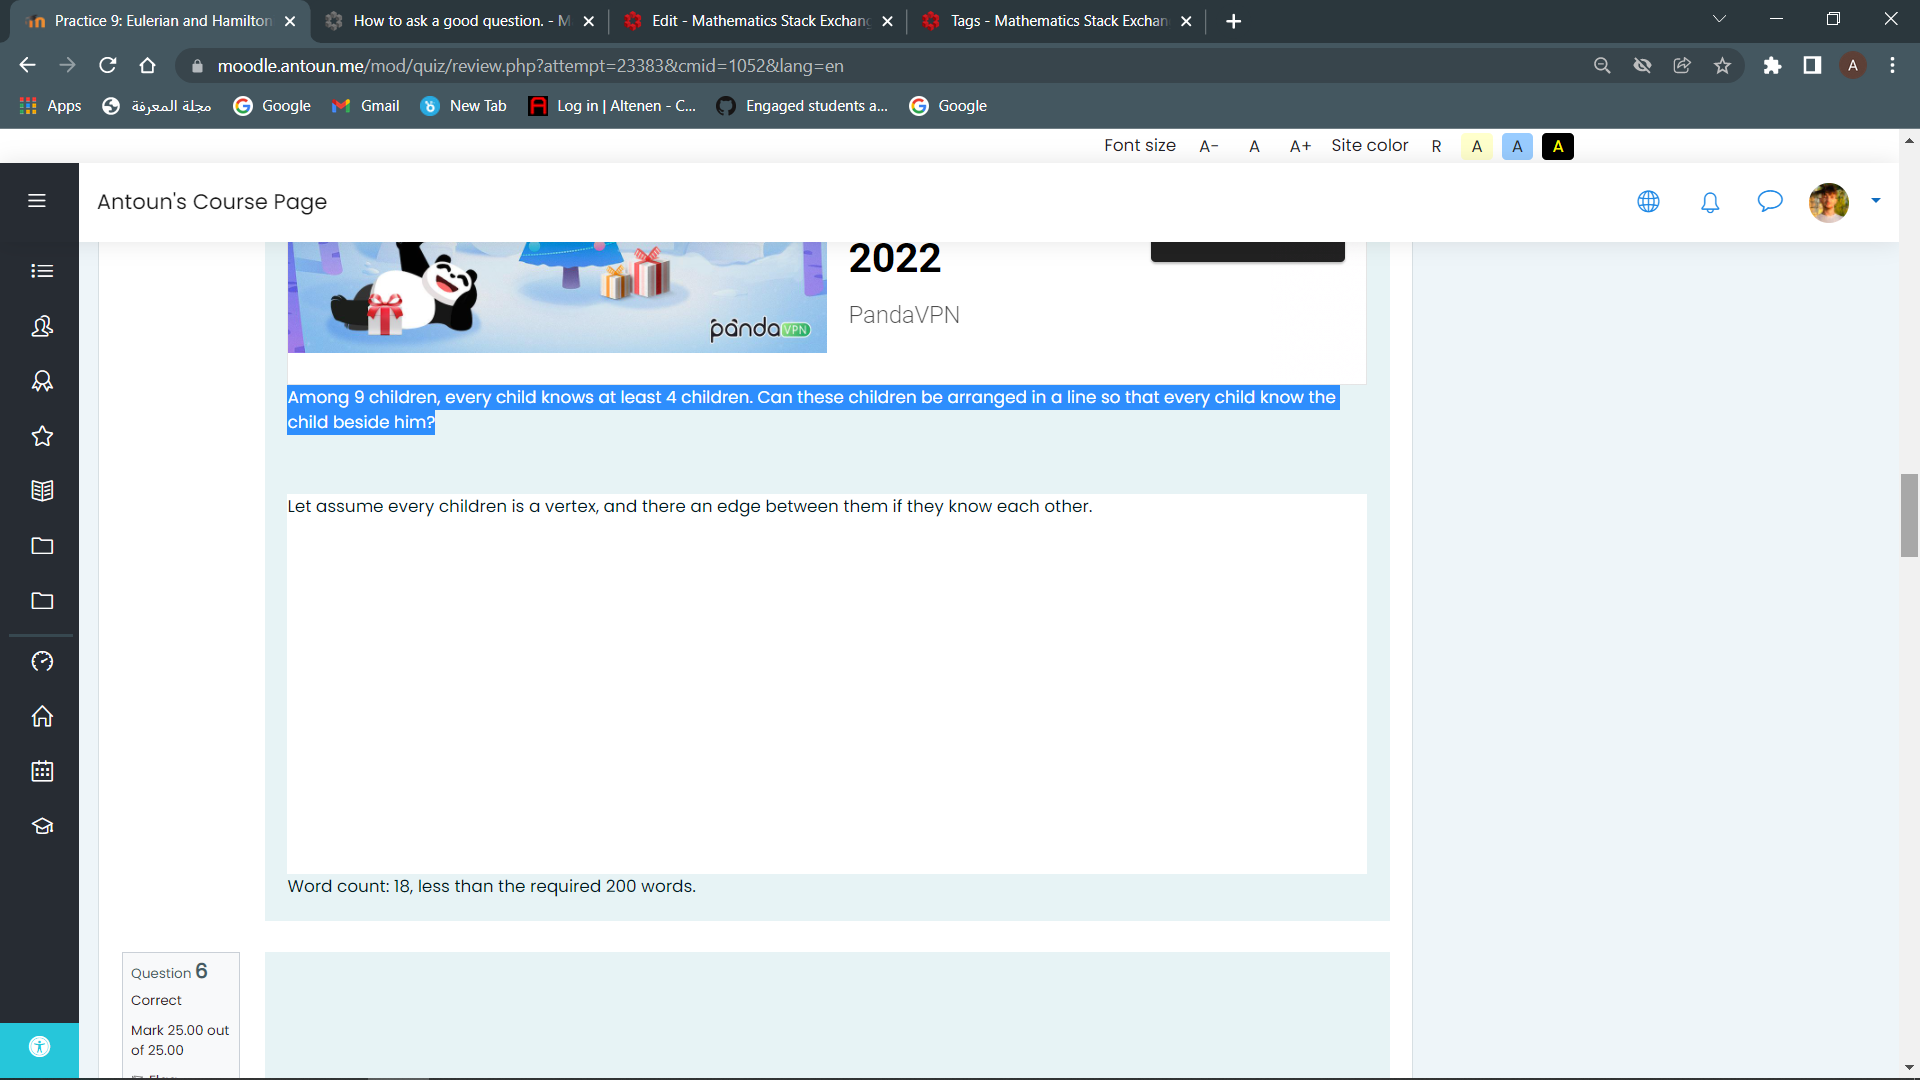 Practice 9: Eulerian and Hamilton
How to ask a good question. - M
Edit - Mathematics Stack Exchang
Tags - Mathematics Stack Exchan
moodle.antoun.me/mod/quiz/review.php?attempt=23383&cmid=1052&lang=en
A
Apps
مجلة المعرفة
Google
Gmail
New Tab
Log in | Altenen - C...
Engaged students a...
Google
Font size A- A A+ Site color R A A A
Antoun's Course Page
2022
PandaVPN
panda VPN
Among 9 children, every child knows at least 4 children. Can these children be arranged in a line so that every child know the
child beside him?
Let assume every children is a vertex, and there an edge between them if they know each other.
Word count: 18, less than the required 200 words.
Question 6
Correct
Mark 25.00 out
of 25.00